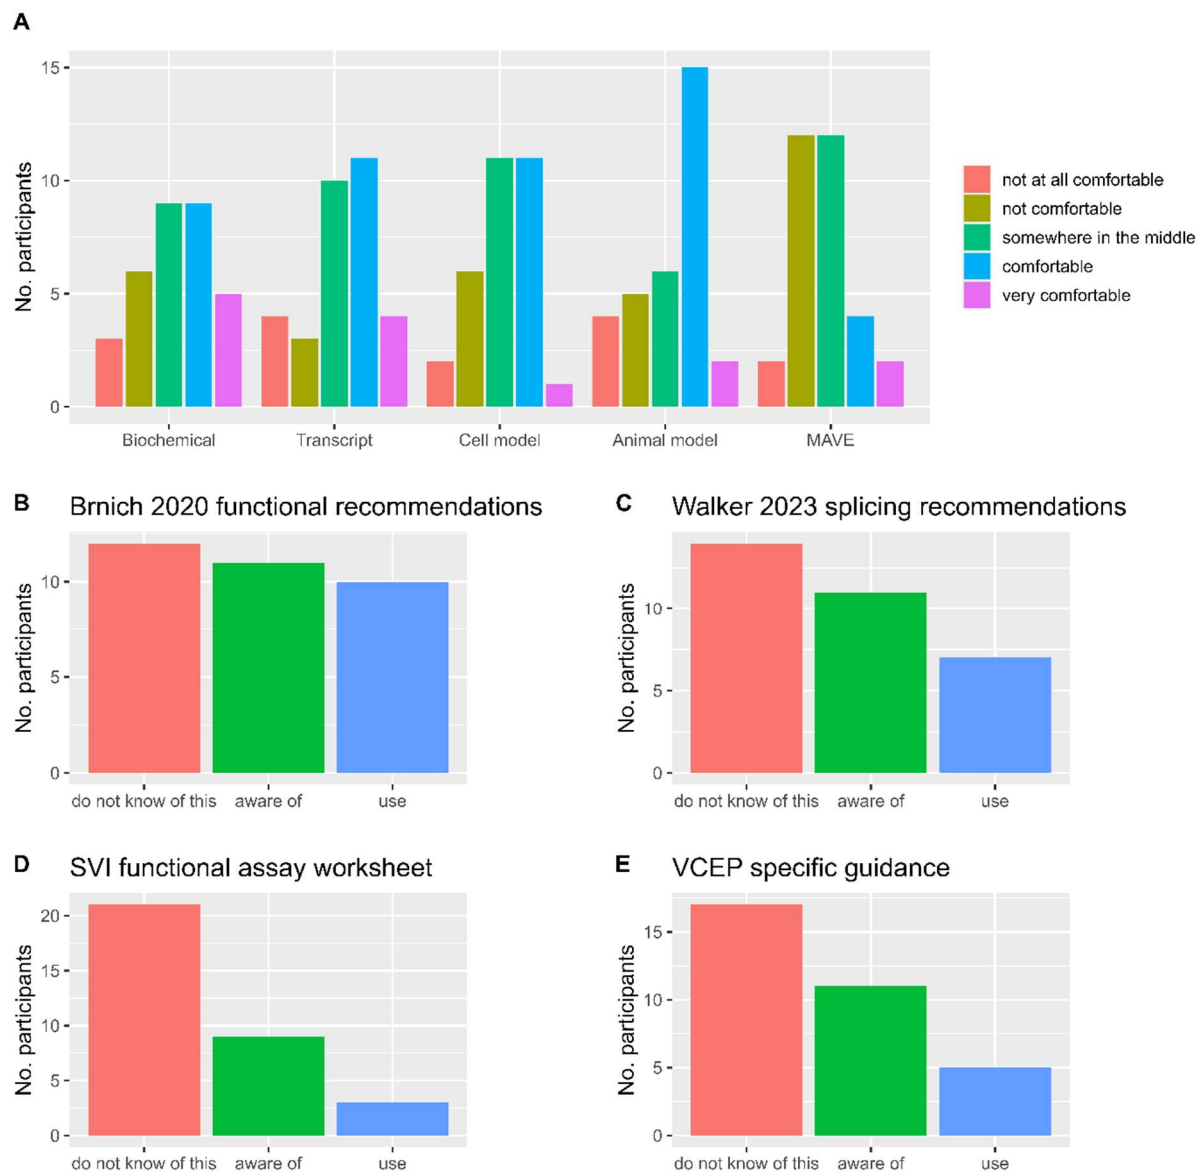 A
15
10
5
0
No. participants
Biochemical
Transcript
Cell model
Animal model
MAVE
not at all comfortable
not comfortable
somewhere in the middle
comfortable
very comfortable
B Brnich 2020 functional recommendations
10
5
0
No. participants
do not know of this
aware of
use
C Walker 2023 splicing recommendations
10
5
0
No. participants
do not know of this
aware of
use
D SVI functional assay worksheet
20
15
10
5
0
No. participants
do not know of this
aware of
use
E VCEP specific guidance
15
10
5
0
No. participants
do not know of this
aware of
use